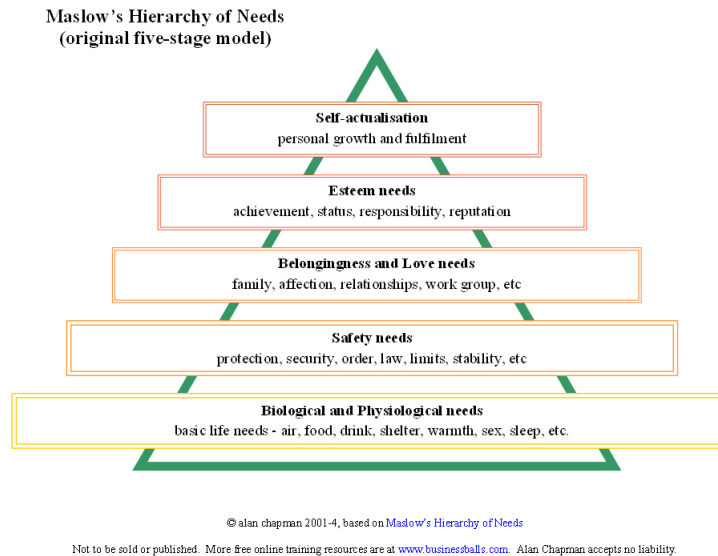 Maslow's Hierarchy of Needs
(original five-stage model)
Self-actualisation
personal growth and fulfilment
Esteem needs
achievement, status, responsibility, reputation
Belongingness and Love needs
family, affection, relationships, work group, etc
Safety needs
protection, security, order, law, limits, stability, etc
Biological and Physiological needs
basic life needs - air, food, drink, shelter, warmth, sex, sleep, etc.
© alan chapman 2001-4, based on Maslow's Hierarchy of Needs
Not to be sold or published. More free online training resources are at www.businessballs.com. Alan Chapman accepts no liability.